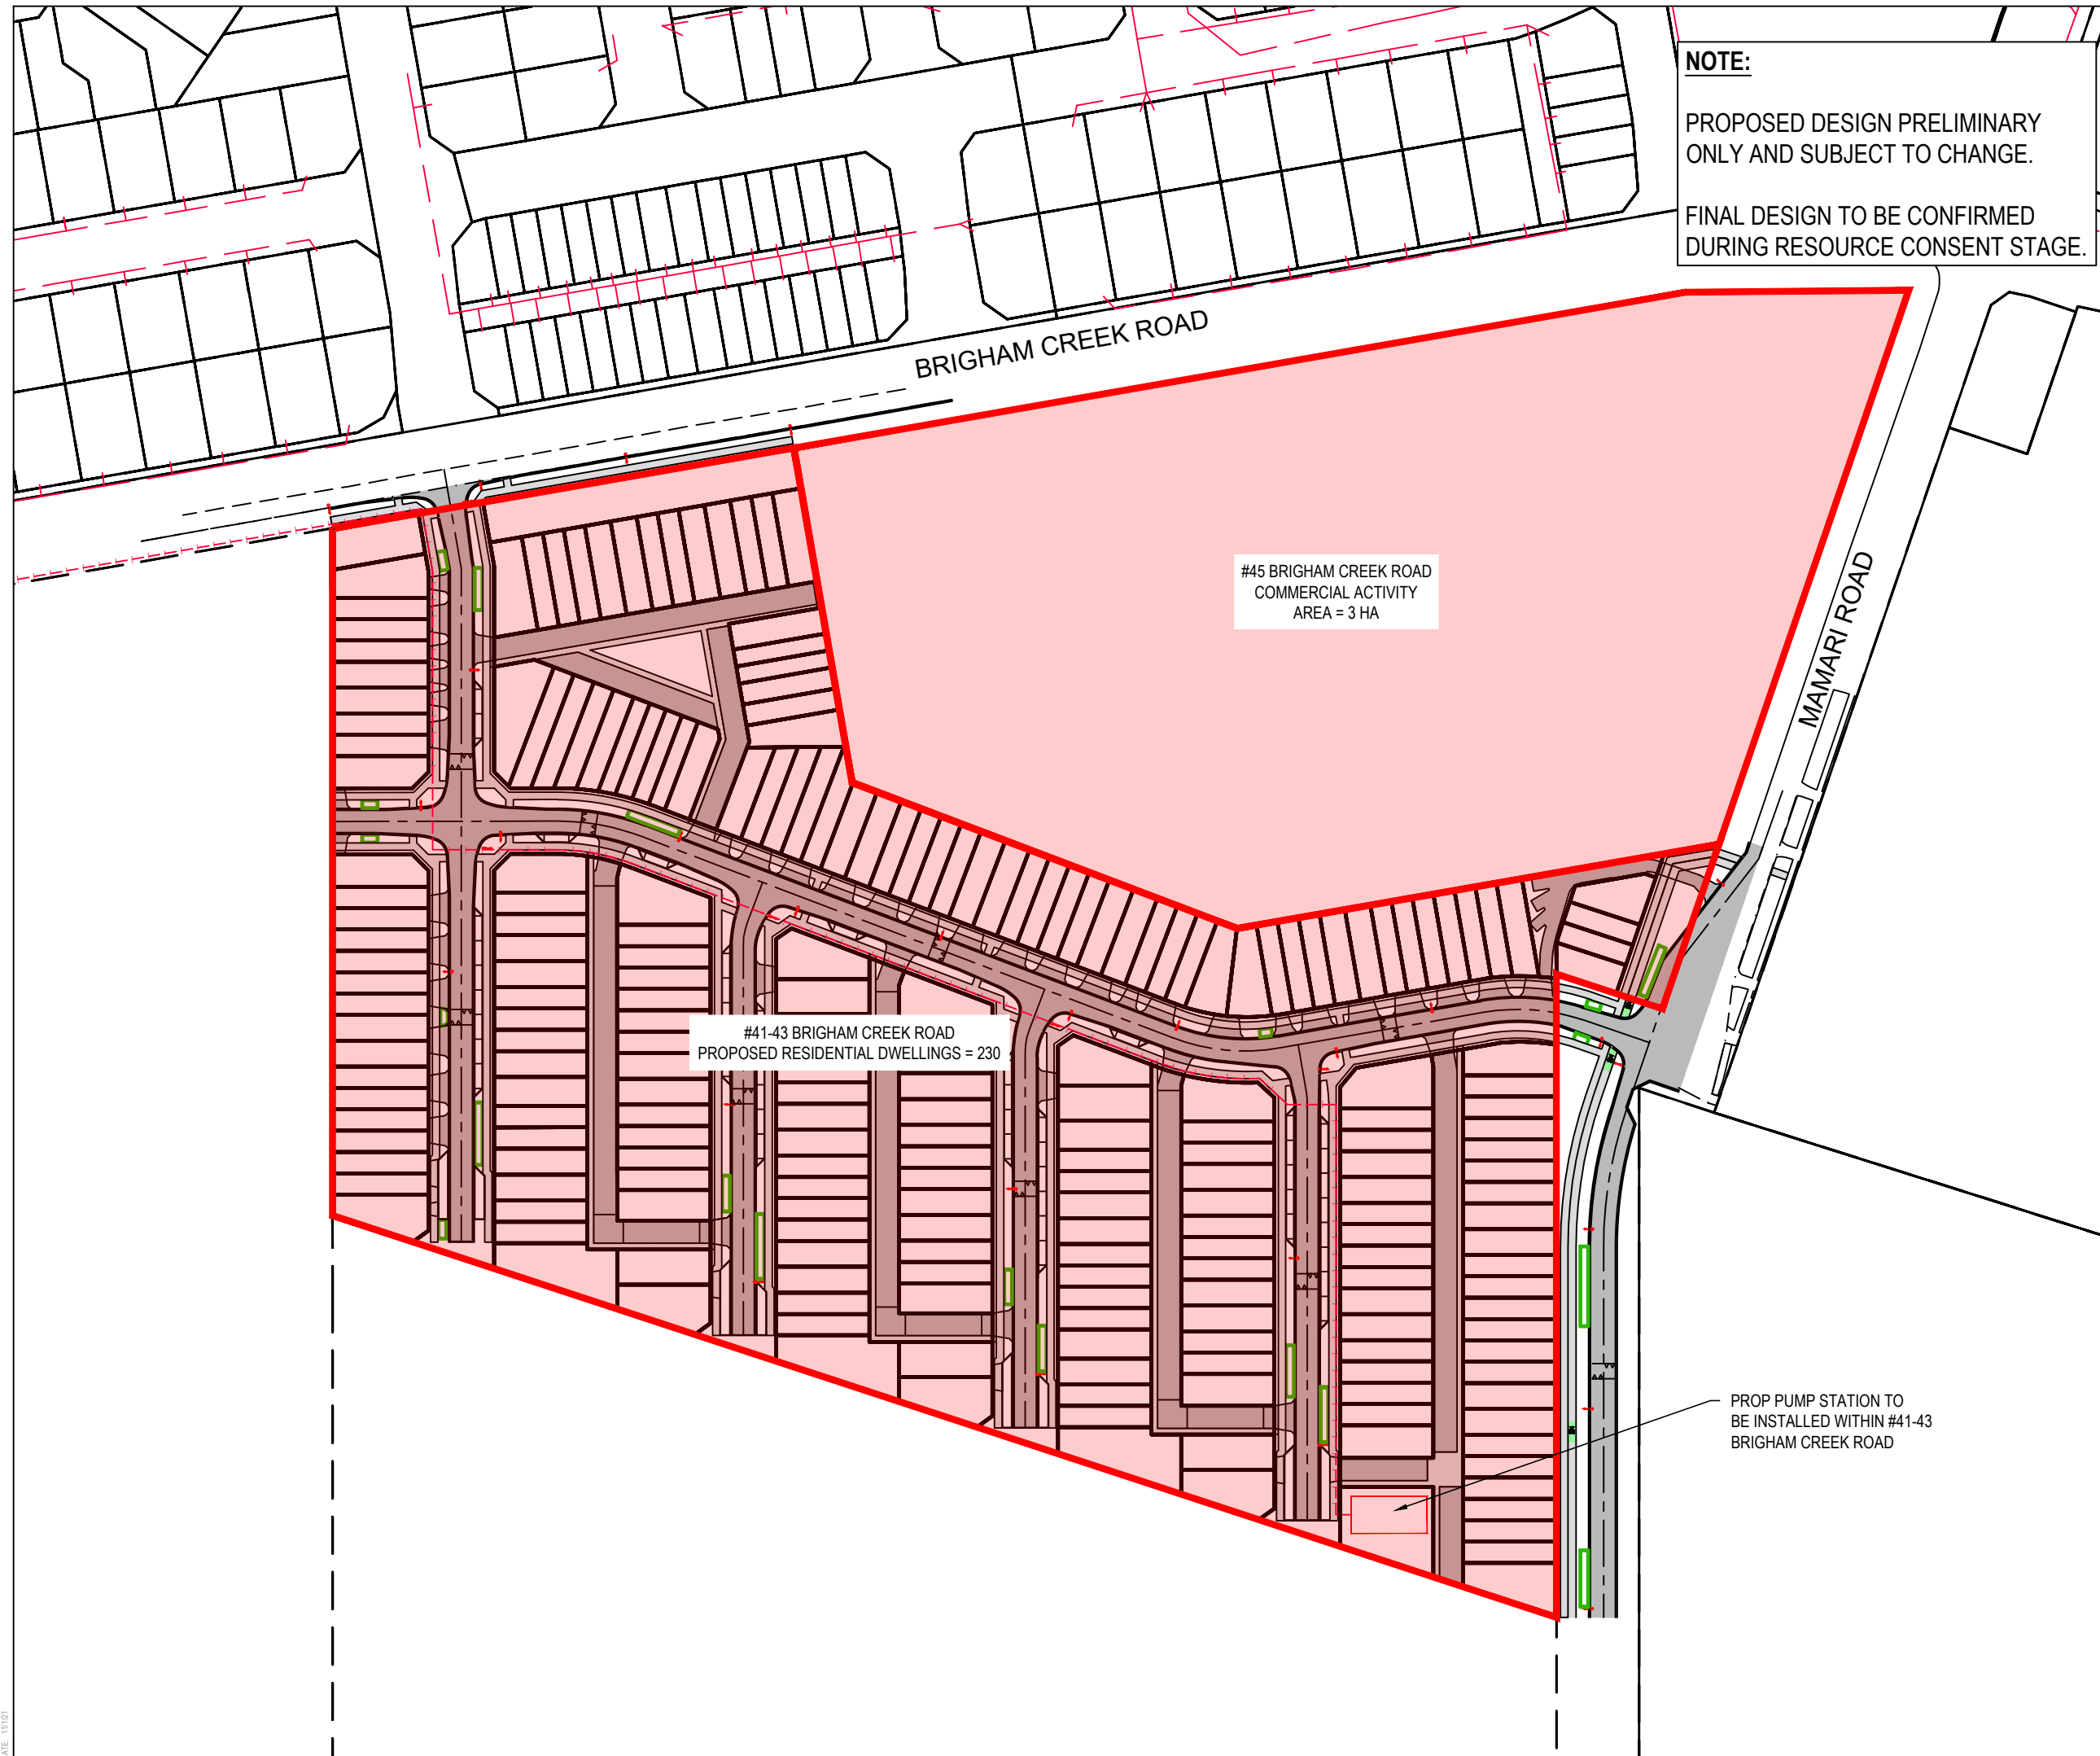 NOTE:
PROPOSED DESIGN PRELIMINARY
ONLY AND SUBJECT TO CHANGE.
FINAL DESIGN TO BE CONFIRMED
DURING RESOURCE CONSENT STAGE.
BRIGHAM CREEK ROAD
#45 BRIGHAM CREEK ROAD
COMMERCIAL ACTIVITY
AREA = 3 HA
MAMARI ROAD
#41-43 BRIGHAM CREEK ROAD
PROPOSED RESIDENTIAL DWELLINGS = 230
PROP PUMP STATION TO
BE INSTALLED WITHIN #41-43
BRIGHAM CREEK ROAD